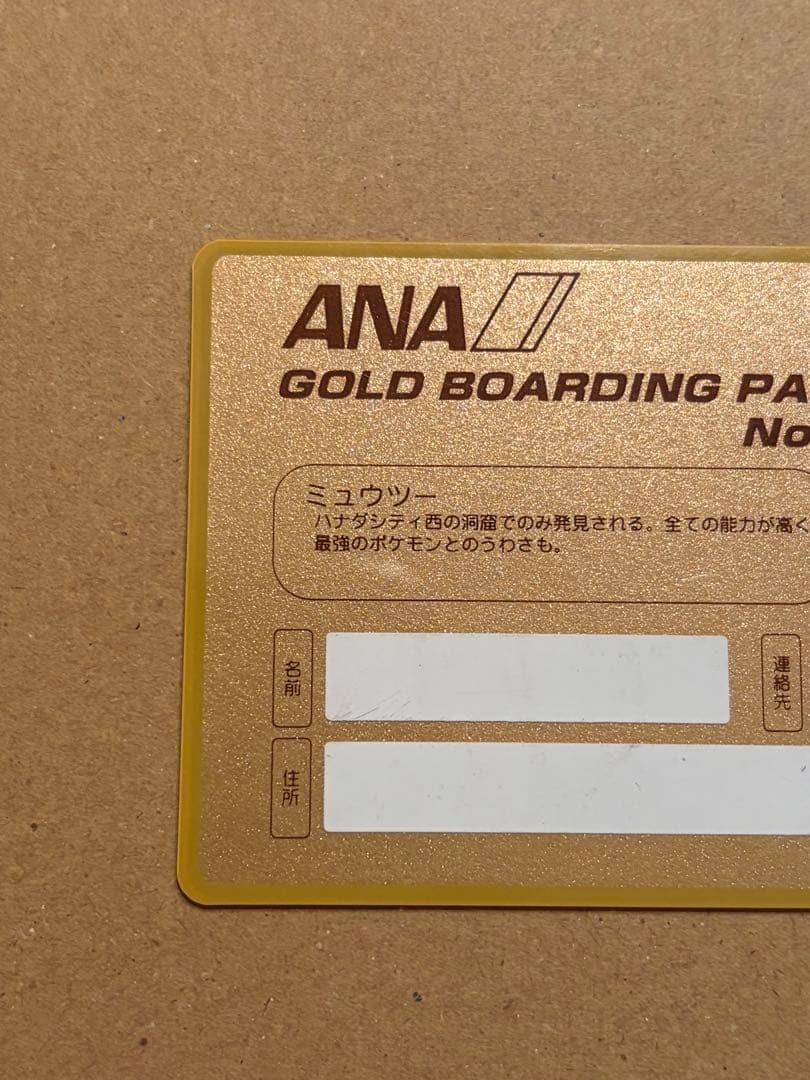 ANA
GOLD BOARDING PA
No
ミュウツー
ハナダシティ西の洞窟でのみ発見される。全ての能力が高く
最強のポケモンとのうわさも。
名前
連絡先
住所